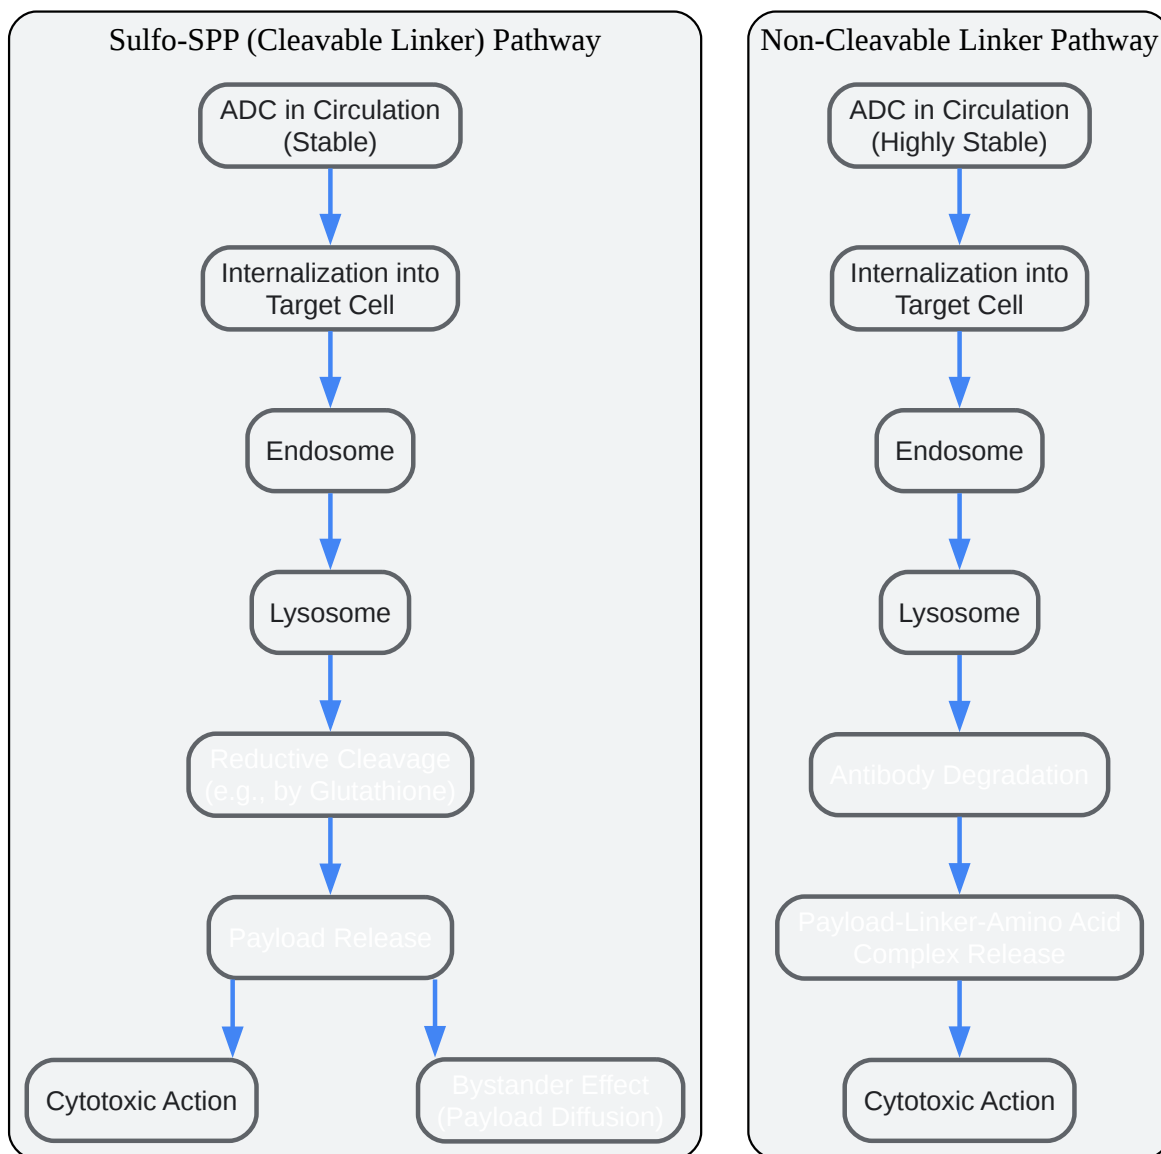 Sulfo-SPP (Cleavable Linker) Pathway
ADC in Circulation
(Stable)
Internalization into
Target Cell
Endosome
Lysosome
Reductive Cleavage
(e.g., by Glutathione)
Payload Release
Cytotoxic Action
Bystander Effect
(Payload Diffusion)
Non-Cleavable Linker Pathway
ADC in Circulation
(Highly Stable)
Internalization into
Target Cell
Endosome
Lysosome
Antibody Degradation
Payload-Linker-Amino Acid
Complex Release
Cytotoxic Action